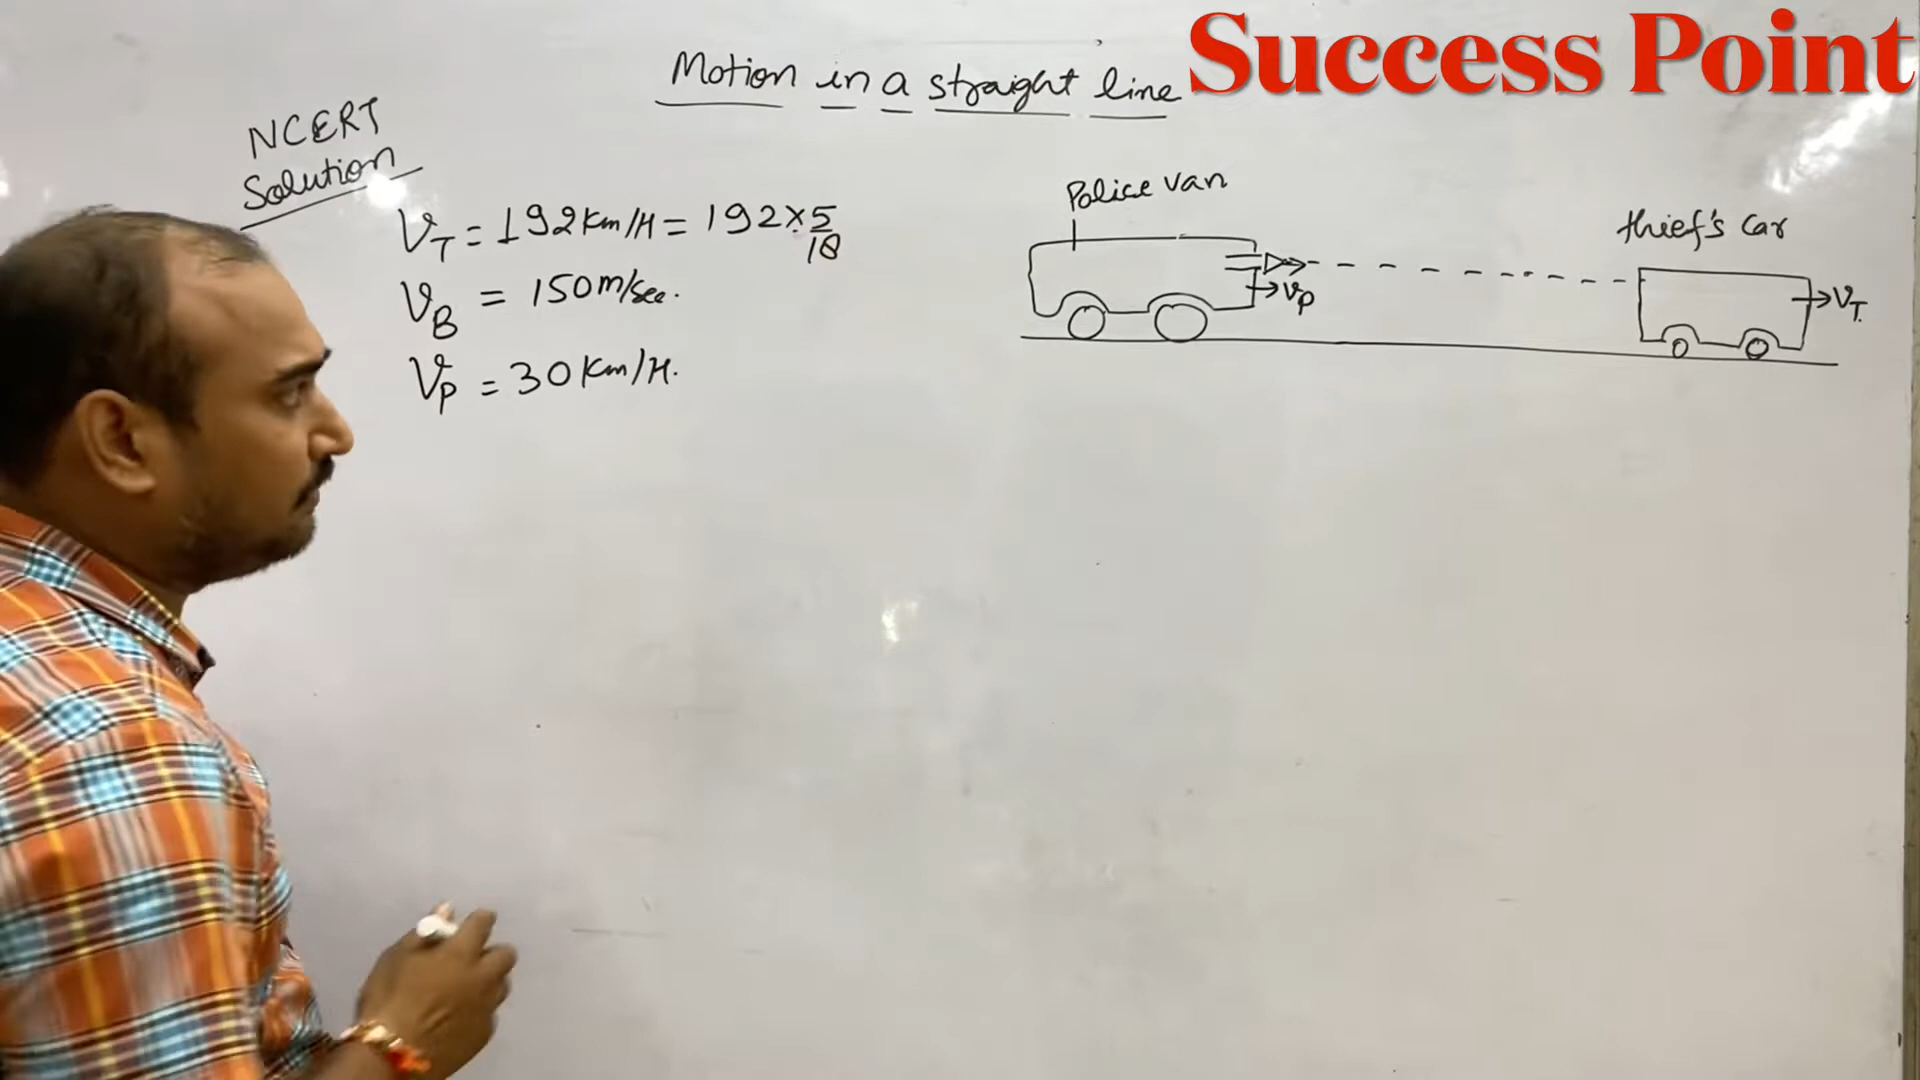 Success Point
Motion in a straight line
NCERT
Solution
V_T = 192 Km/H = 192 × 5/18
V_B = 150 m/sec.
V_P = 30 Km/H.
Police van
thief's car
V_P
V_T.